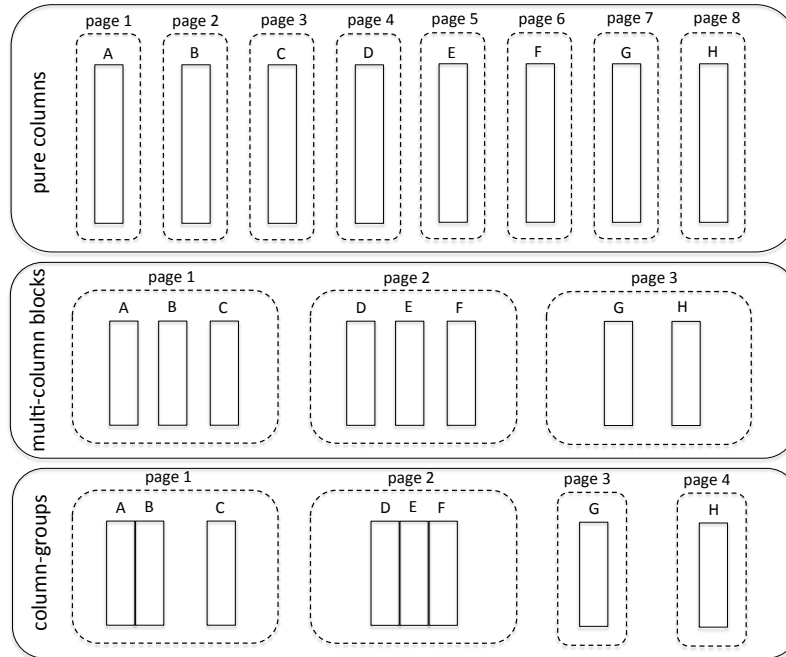 pure columns
page 1 page 2 page 3 page 4 page 5 page 6 page 7 page 8
A B C D E F G H
multi-column blocks
page 1 page 2 page 3
A B C D E F G H
column-groups
page 1 page 2 page 3 page 4
A B C D E F G H